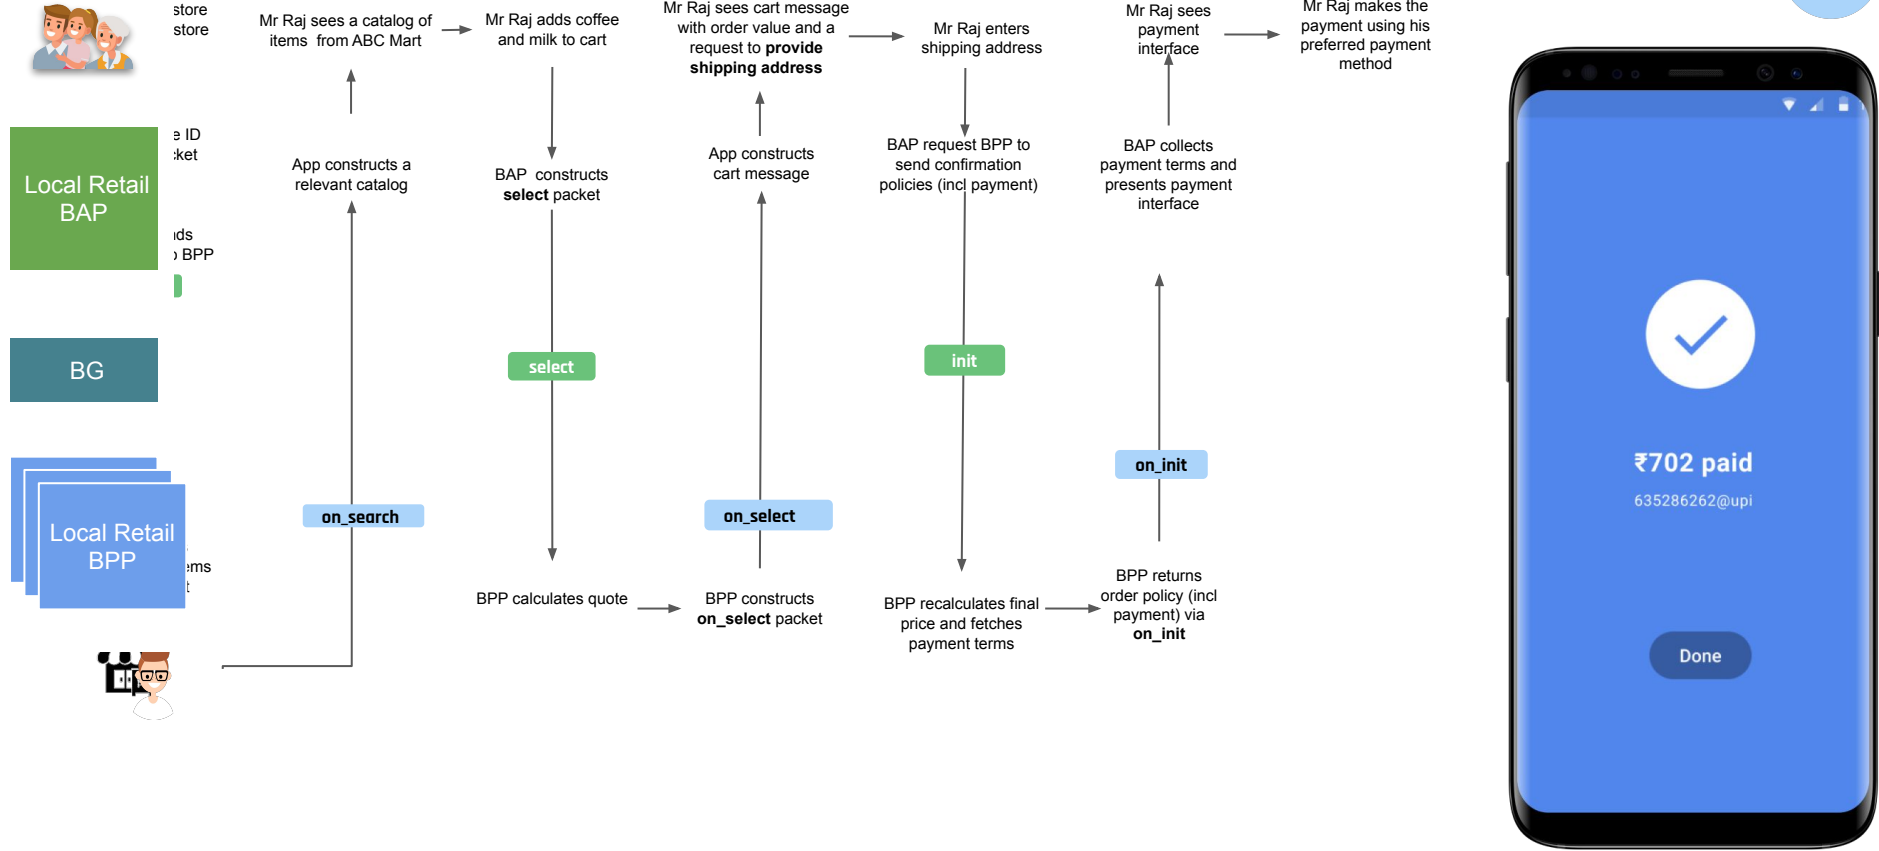 store
store
Mr Raj sees a catalog of
items from ABC Mart
Mr Raj adds coffee
and milk to cart
Mr Raj sees cart message
with order value and a
request to provide
shipping address
Mr Raj enters
shipping address
Mr Raj sees
payment
interface
Mr Raj makes the
payment using his
preferred payment
method
Local Retail
BAP
e ID
App constructs a
relevant catalog
BAP constructs
select packet
App constructs
cart message
BAP request BPP to
send confirmation
policies (incl payment)
BAP collects
payment terms and
presents payment
interface
BPP
BG
select
init
on_init
on_search
on_select
Local Retail
BPP
ems
t
BPP calculates quote
BPP constructs
on_select packet
BPP recalculates final
price and fetches
payment terms
BPP returns
order policy (incl
payment) via
on_init
₹702 paid
635286262@upi
Done